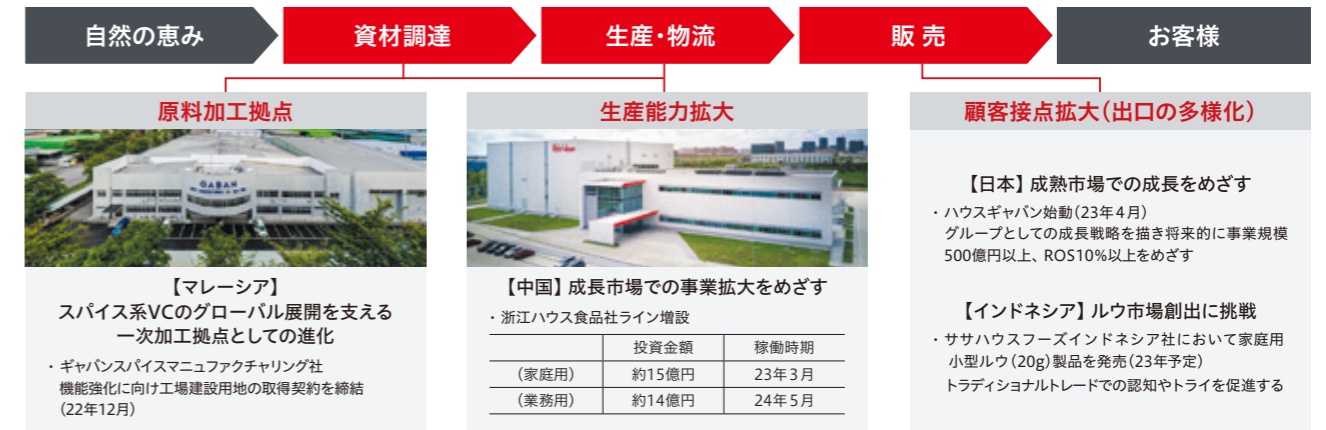 自然の恵み
資材調達
生産・物流
販 売
お客様
原料加工拠点
GABAN
【マレーシア】
スパイス系VCのグローバル展開を支える
一次加工拠点としての進化
・ギャバンスパイスマニュファクチャリング社
機能強化に向け工場建設用地の取得契約を締結
（22年12月）
生産能力拡大
【中国】成長市場での事業拡大をめざす
・浙江ハウス食品社ライン増設
投資金額 稼働時期
（家庭用） 約15億円 23年3月
（業務用） 約14億円 24年5月
顧客接点拡大（出口の多様化）
【日本】成熟市場での成長をめざす
・ハウスギャバン始動（23年4月）
グループとしての成長戦略を描き将来的に事業規模
500億円以上、ROS10%以上をめざす
【インドネシア】ルウ市場創出に挑戦
・ササハウスフーズインドネシア社において家庭用
小型ルウ（20g）製品を発売（23年予定）
トラディショナルトレードでの認知やトライを促進する